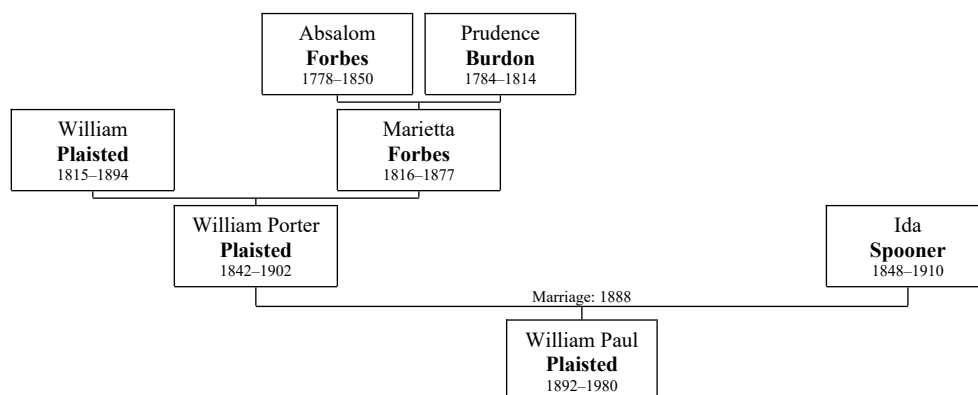 Absalom
Forbes
1778–1850
Prudence
Burdon
1784–1814
William
Plaisted
1815–1894
Marietta
Forbes
1816–1877
William Porter
Plaisted
1842–1902
Ida
Spooner
1848–1910
Marriage: 1888
William Paul
Plaisted
1892–1980